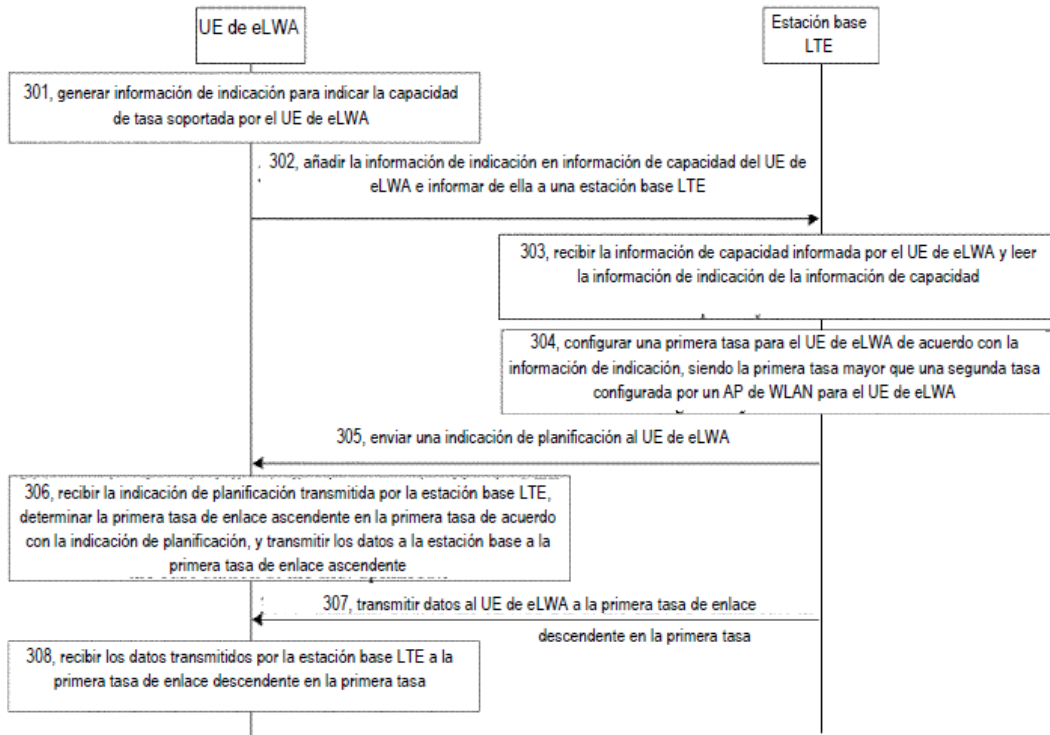 UE de eLWA
Estación base
LTE
301, generar información de indicación para indicar la capacidad
de tasa soportada por el UE de eLWA
302, añadir la información de indicación en información de capacidad del UE de
eLWA e informar de ella a una estación base LTE
303, recibir la información de capacidad informada por el UE de eLWA y leer
la información de indicación de la información de capacidad
304, configurar una primera tasa para el UE de eLWA de acuerdo con la
información de indicación, siendo la primera tasa mayor que una segunda tasa
configurada por un AP de WLAN para el UE de eLWA
305, enviar una indicación de planificación al UE de eLWA
306, recibir la indicación de planificación transmitida por la estación base LTE,
determinar la primera tasa de enlace ascendente en la primera tasa de acuerdo
con la indicación de planificación, y transmitir los datos a la estación base a la
primera tasa de enlace ascendente
307, transmitir datos al UE de eLWA a la primera tasa de enlace
descendente en la primera tasa
308, recibir los datos transmitidos por la estación base LTE a la
primera tasa de enlace descendente en la primera tasa